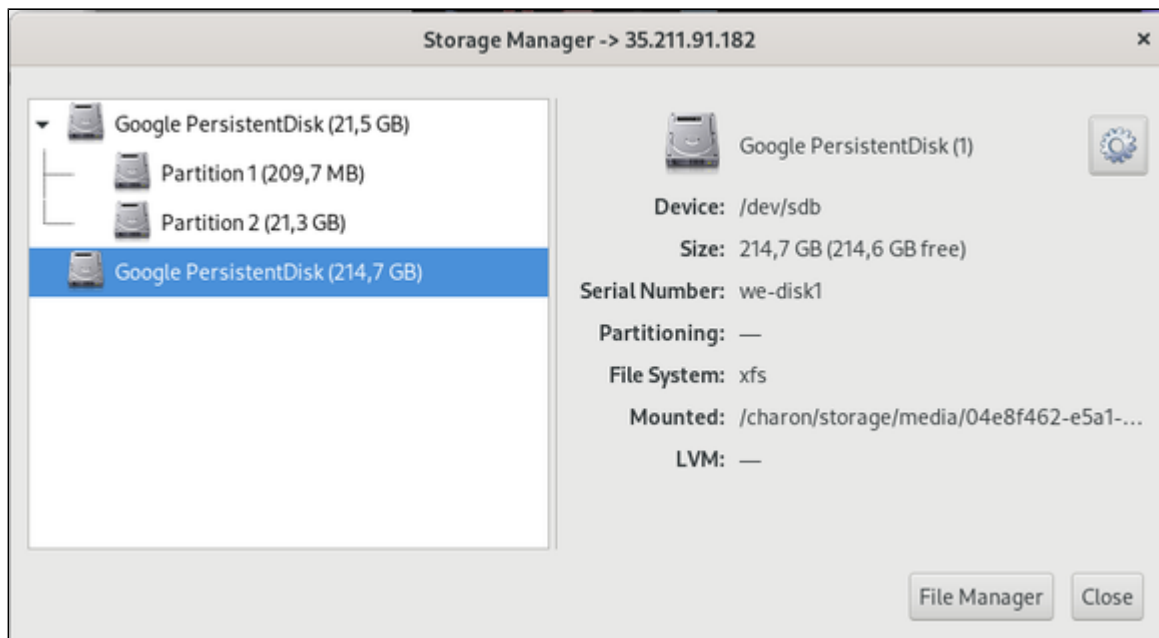 Storage Manager -> 35.211.91.182
×
Google PersistentDisk (21,5 GB)
Partition 1 (209,7 MB)
Partition 2 (21,3 GB)
Google PersistentDisk (214,7 GB)
Google PersistentDisk (1)
Device: /dev/sdb
Size: 214,7 GB (214,6 GB free)
Serial Number: we-disk1
Partitioning: —
File System: xfs
Mounted: /charon/storage/media/04e8f462-e5a1-...
LVM: —
File Manager
Close